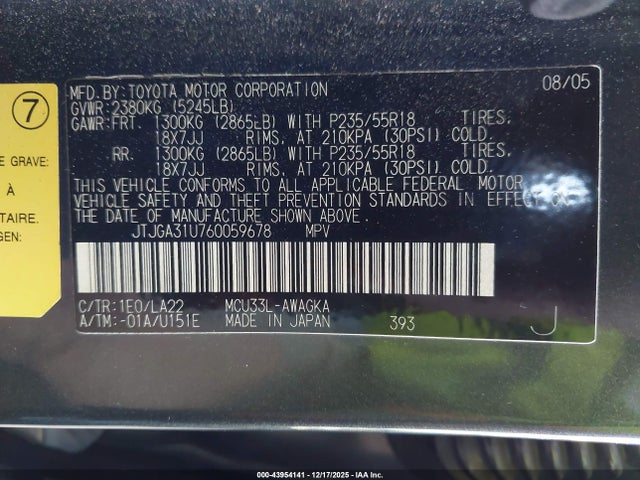 7
E GRAVE:
À
TAIRE.
GEN:
MFD.BY:TOYOTA MOTOR CORPORATION 08/05
GVWR:2380KG (5245LB)
GAWR:FRT. 1300KG (2865LB) WITH P235/55R18 TIRES,
18X7JJ RIMS, AT 210KPA (30PSI) COLD.
RR. 1300KG (2865LB) WITH P235/55R18 TIRES,
18X7JJ RIMS, AT 210KPA (30PSI) COLD.
THIS VEHICLE CONFORMS TO ALL APPLICABLE FEDERAL MOTOR
VEHICLE SAFETY AND THEFT PREVENTION STANDARDS IN EFFECT ON
THE DATE OF MANUFACTURE SHOWN ABOVE.
JTJGA31U760059678 MPV
C/TR:1E0/LA22 MCU33L-AWAGKA
A/TM:-01A/U151E MADE IN JAPAN 393 J
000-43954141 - 12/17/2025 - IAA Inc.